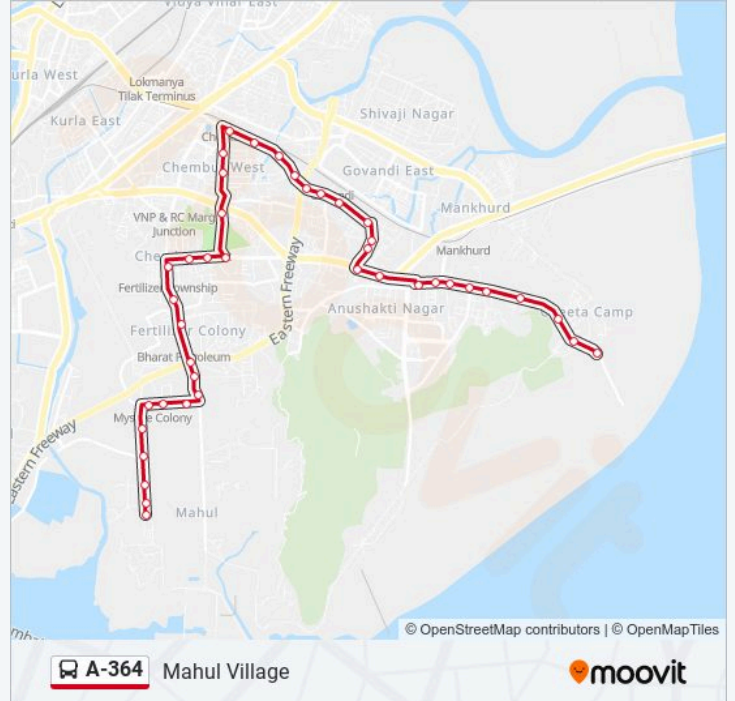 Vidya Vihar East
Kurla West
Lokmanya
Tilak Terminus
Kurla East
Shivaji Nagar
Chembur West
Govandi East
Mankhurd
VNP & RC Marg
Junction
Mankhurd
Fertilizer Township
Eastern Freeway
Anushakti Nagar
Cheeta Camp
Fertilizer Colony
Bharat Petroleum
Mysore Colony
Eastern Freeway
Mahul
© OpenStreetMap contributors | © OpenMapTiles
A-364 Mahul Village
moovit